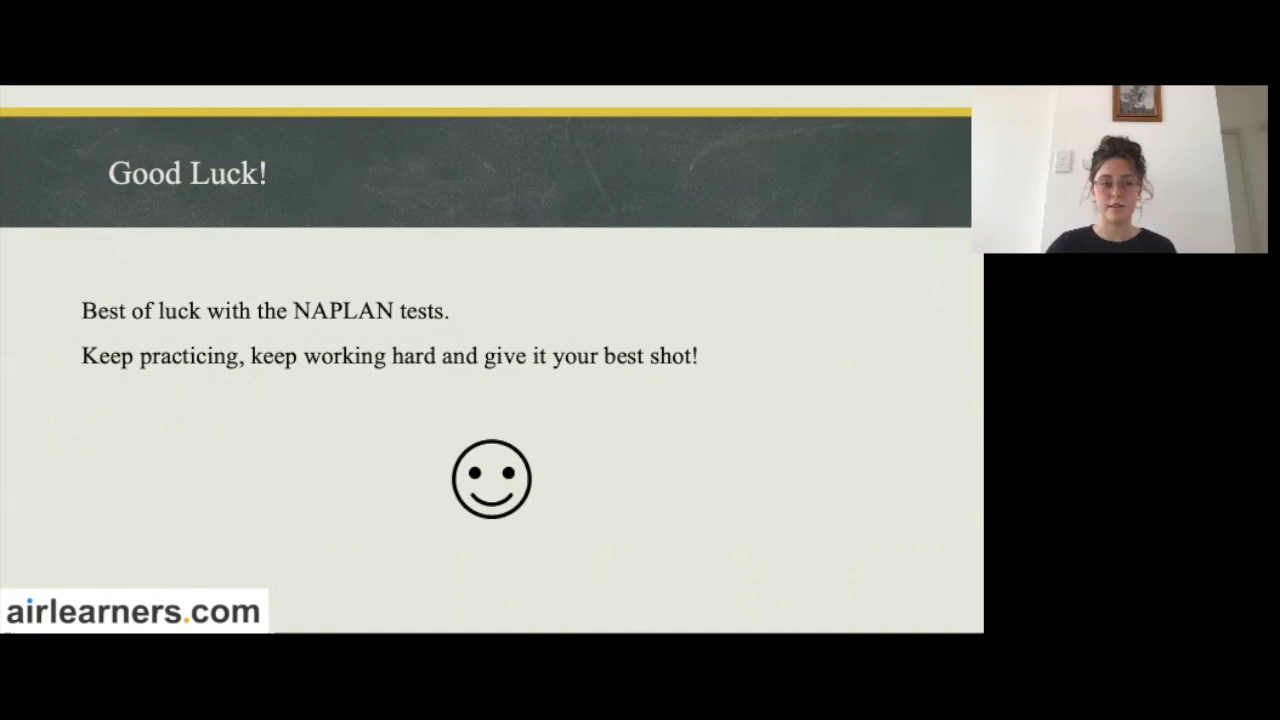 Good Luck!
Best of luck with the NAPLAN tests.
Keep practicing, keep working hard and give it your best shot!
airlearners.com